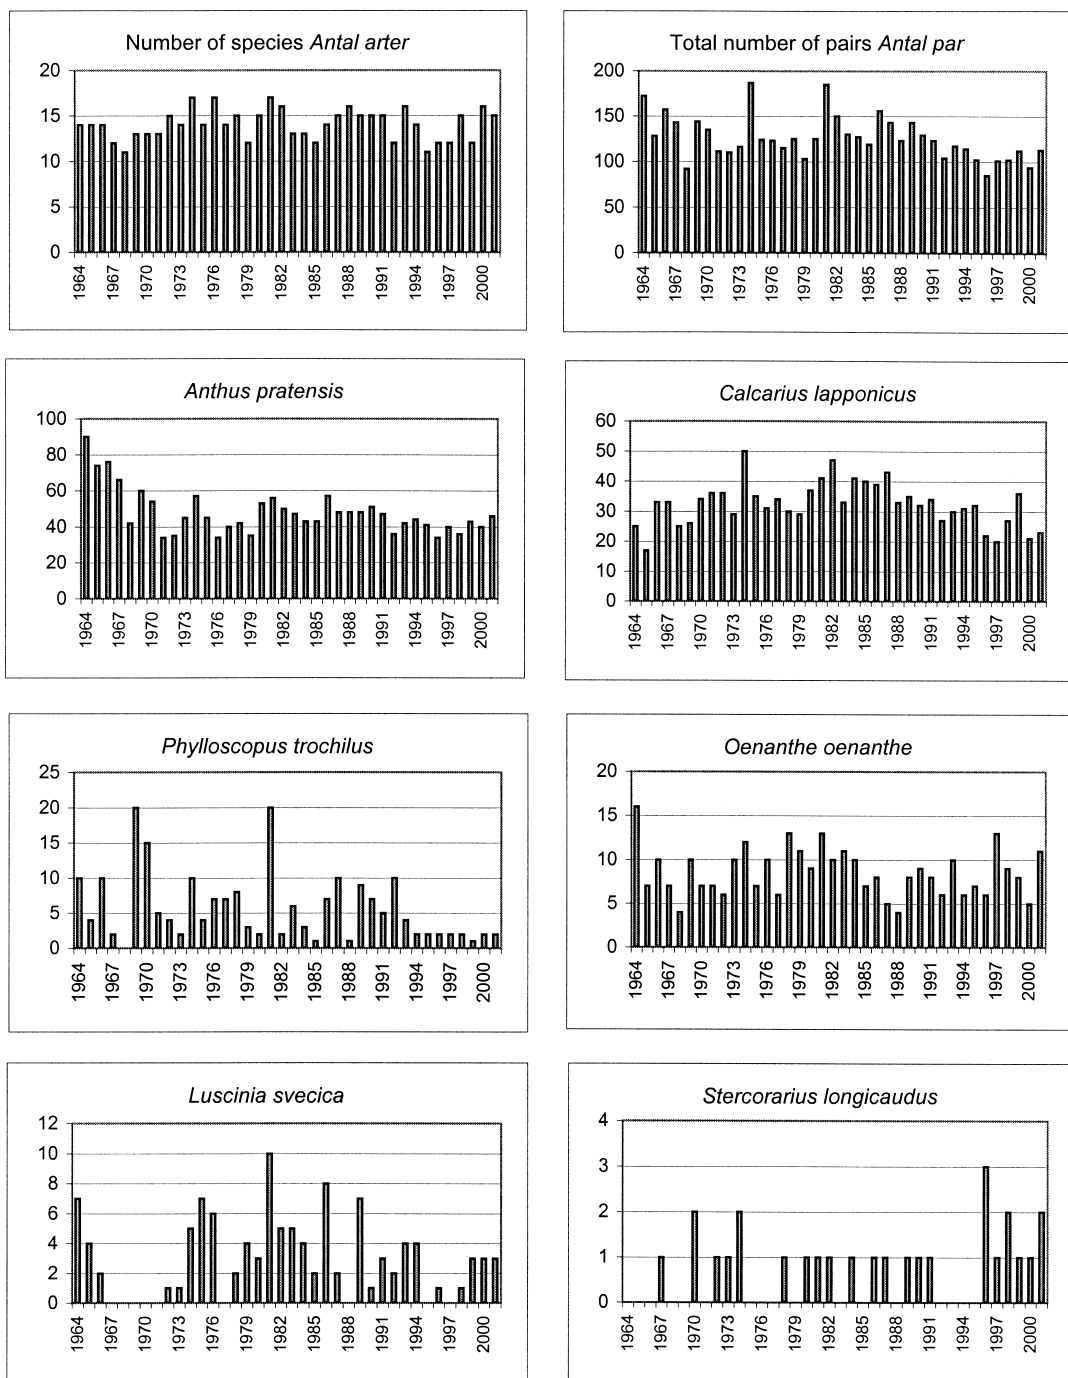 Number of species Antal arter
20
15
10
5
0
1964 1967 1970 1973 1976 1979 1982 1985 1988 1991 1994 1997 2000
Total number of pairs Antal par
200
150
100
50
0
1964 1967 1970 1973 1976 1979 1982 1985 1988 1991 1994 1997 2000
Anthus pratensis
100
80
60
40
20
0
1964 1967 1970 1973 1976 1979 1982 1985 1988 1991 1994 1997 2000
Calcarius lapponicus
60
50
40
30
20
10
0
1964 1967 1970 1973 1976 1979 1982 1985 1988 1991 1994 1997 2000
Phylloscopus trochilus
25
20
15
10
5
0
1964 1967 1970 1973 1976 1979 1982 1985 1988 1991 1994 1997 2000
Oenanthe oenanthe
20
15
10
5
0
1964 1967 1970 1973 1976 1979 1982 1985 1988 1991 1994 1997 2000
Luscinia svecica
12
10
8
6
4
2
0
1964 1967 1970 1973 1976 1979 1982 1985 1988 1991 1994 1997 2000
Stercorarius longicaudus
4
3
2
1
0
1964 1967 1970 1973 1976 1979 1982 1985 1988 1991 1994 1997 2000